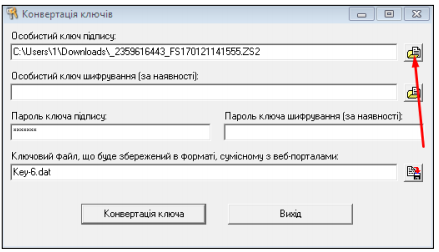 Конвертація ключів
Особистий ключ підпису:
C:\Users\1\Downloads\_2359616443_FS170121141555.ZS2
Особистий ключ шифрування (за наявності):
Пароль ключа підпису:
Пароль ключа шифрування (за наявності):
*******
Ключовий файл, що буде збережений в форматі, сумісному з веб-порталами:
Key-6.dat
Конвертація ключа
Вихід